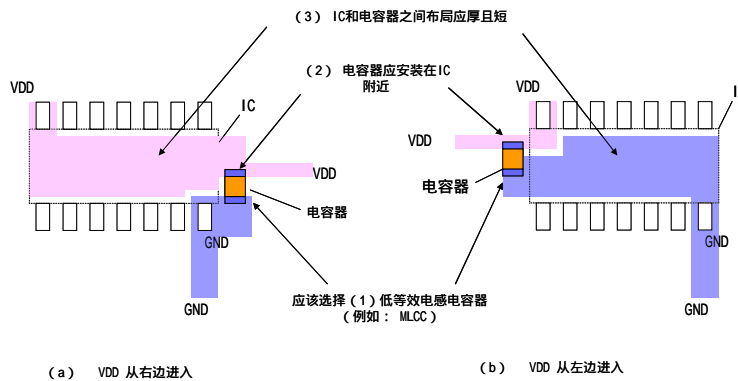 （3） IC和电容器之间布局应厚且短
（2） 电容器应安装在IC
附近
VDD
IC
VDD
电容器
GND
GND
VDD
I
VDD
电容器
GND
GND
应该选择（1）低等效电感电容器
（例如： MLCC）
（a） VDD 从右边进入
（b） VDD 从左边进入